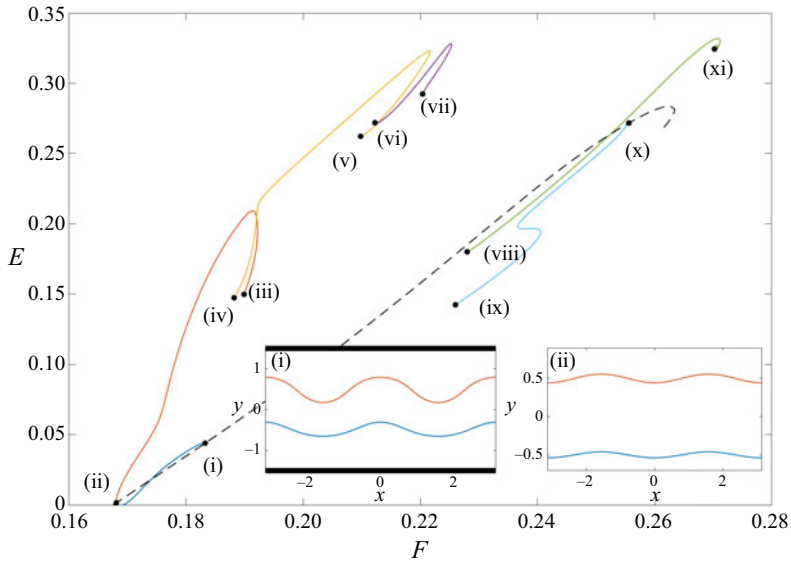 0.35
0.30
0.25
0.20
0.15
0.10
0.05
0
E
(xi)
(vii)
(vi)
(v)
(x)
(viii)
(iii)
(iv)
(ix)
(i)
(ii)
1
0
−1
y
−2 0 2
x
(ii)
(i)
0.5
0
−0.5
y
−2 0 2
x
0.16 0.18 0.20 0.22 0.24 0.26 0.28
F